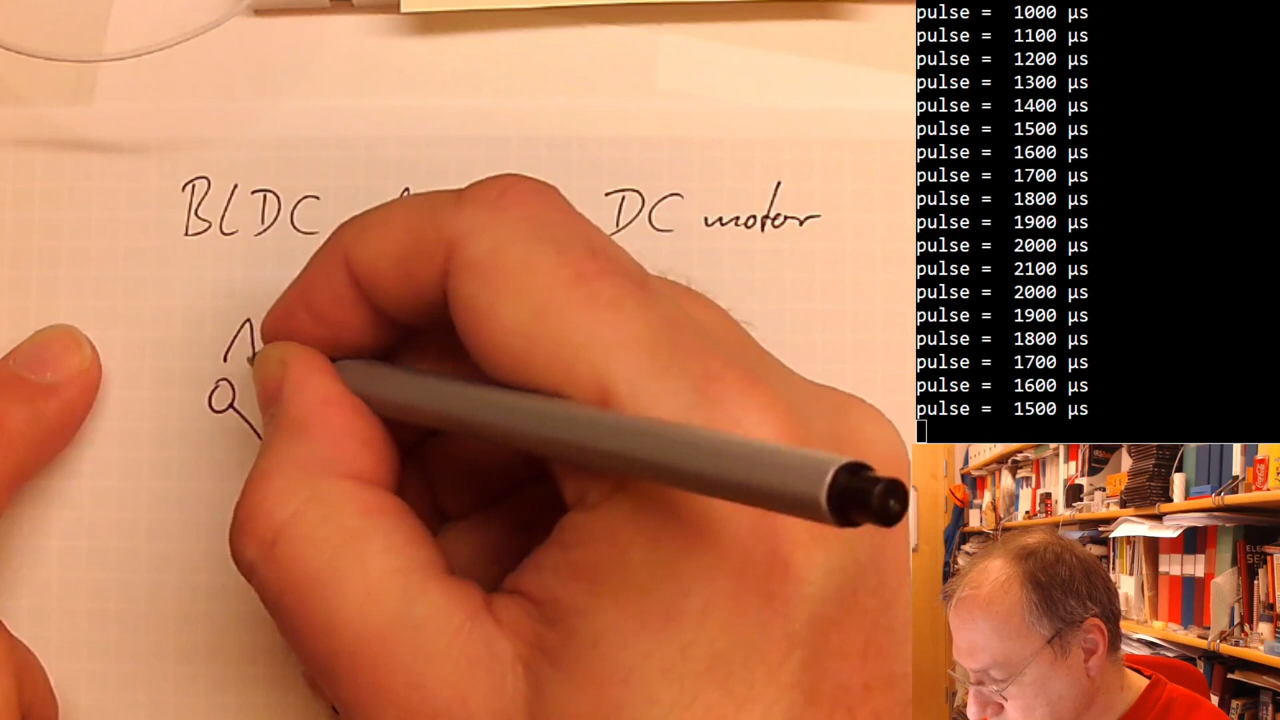 BLDC DC motor
pulse = 1000 µs
pulse = 1100 µs
pulse = 1200 µs
pulse = 1300 µs
pulse = 1400 µs
pulse = 1500 µs
pulse = 1600 µs
pulse = 1700 µs
pulse = 1800 µs
pulse = 1900 µs
pulse = 2000 µs
pulse = 2100 µs
pulse = 2000 µs
pulse = 1900 µs
pulse = 1800 µs
pulse = 1700 µs
pulse = 1600 µs
pulse = 1500 µs